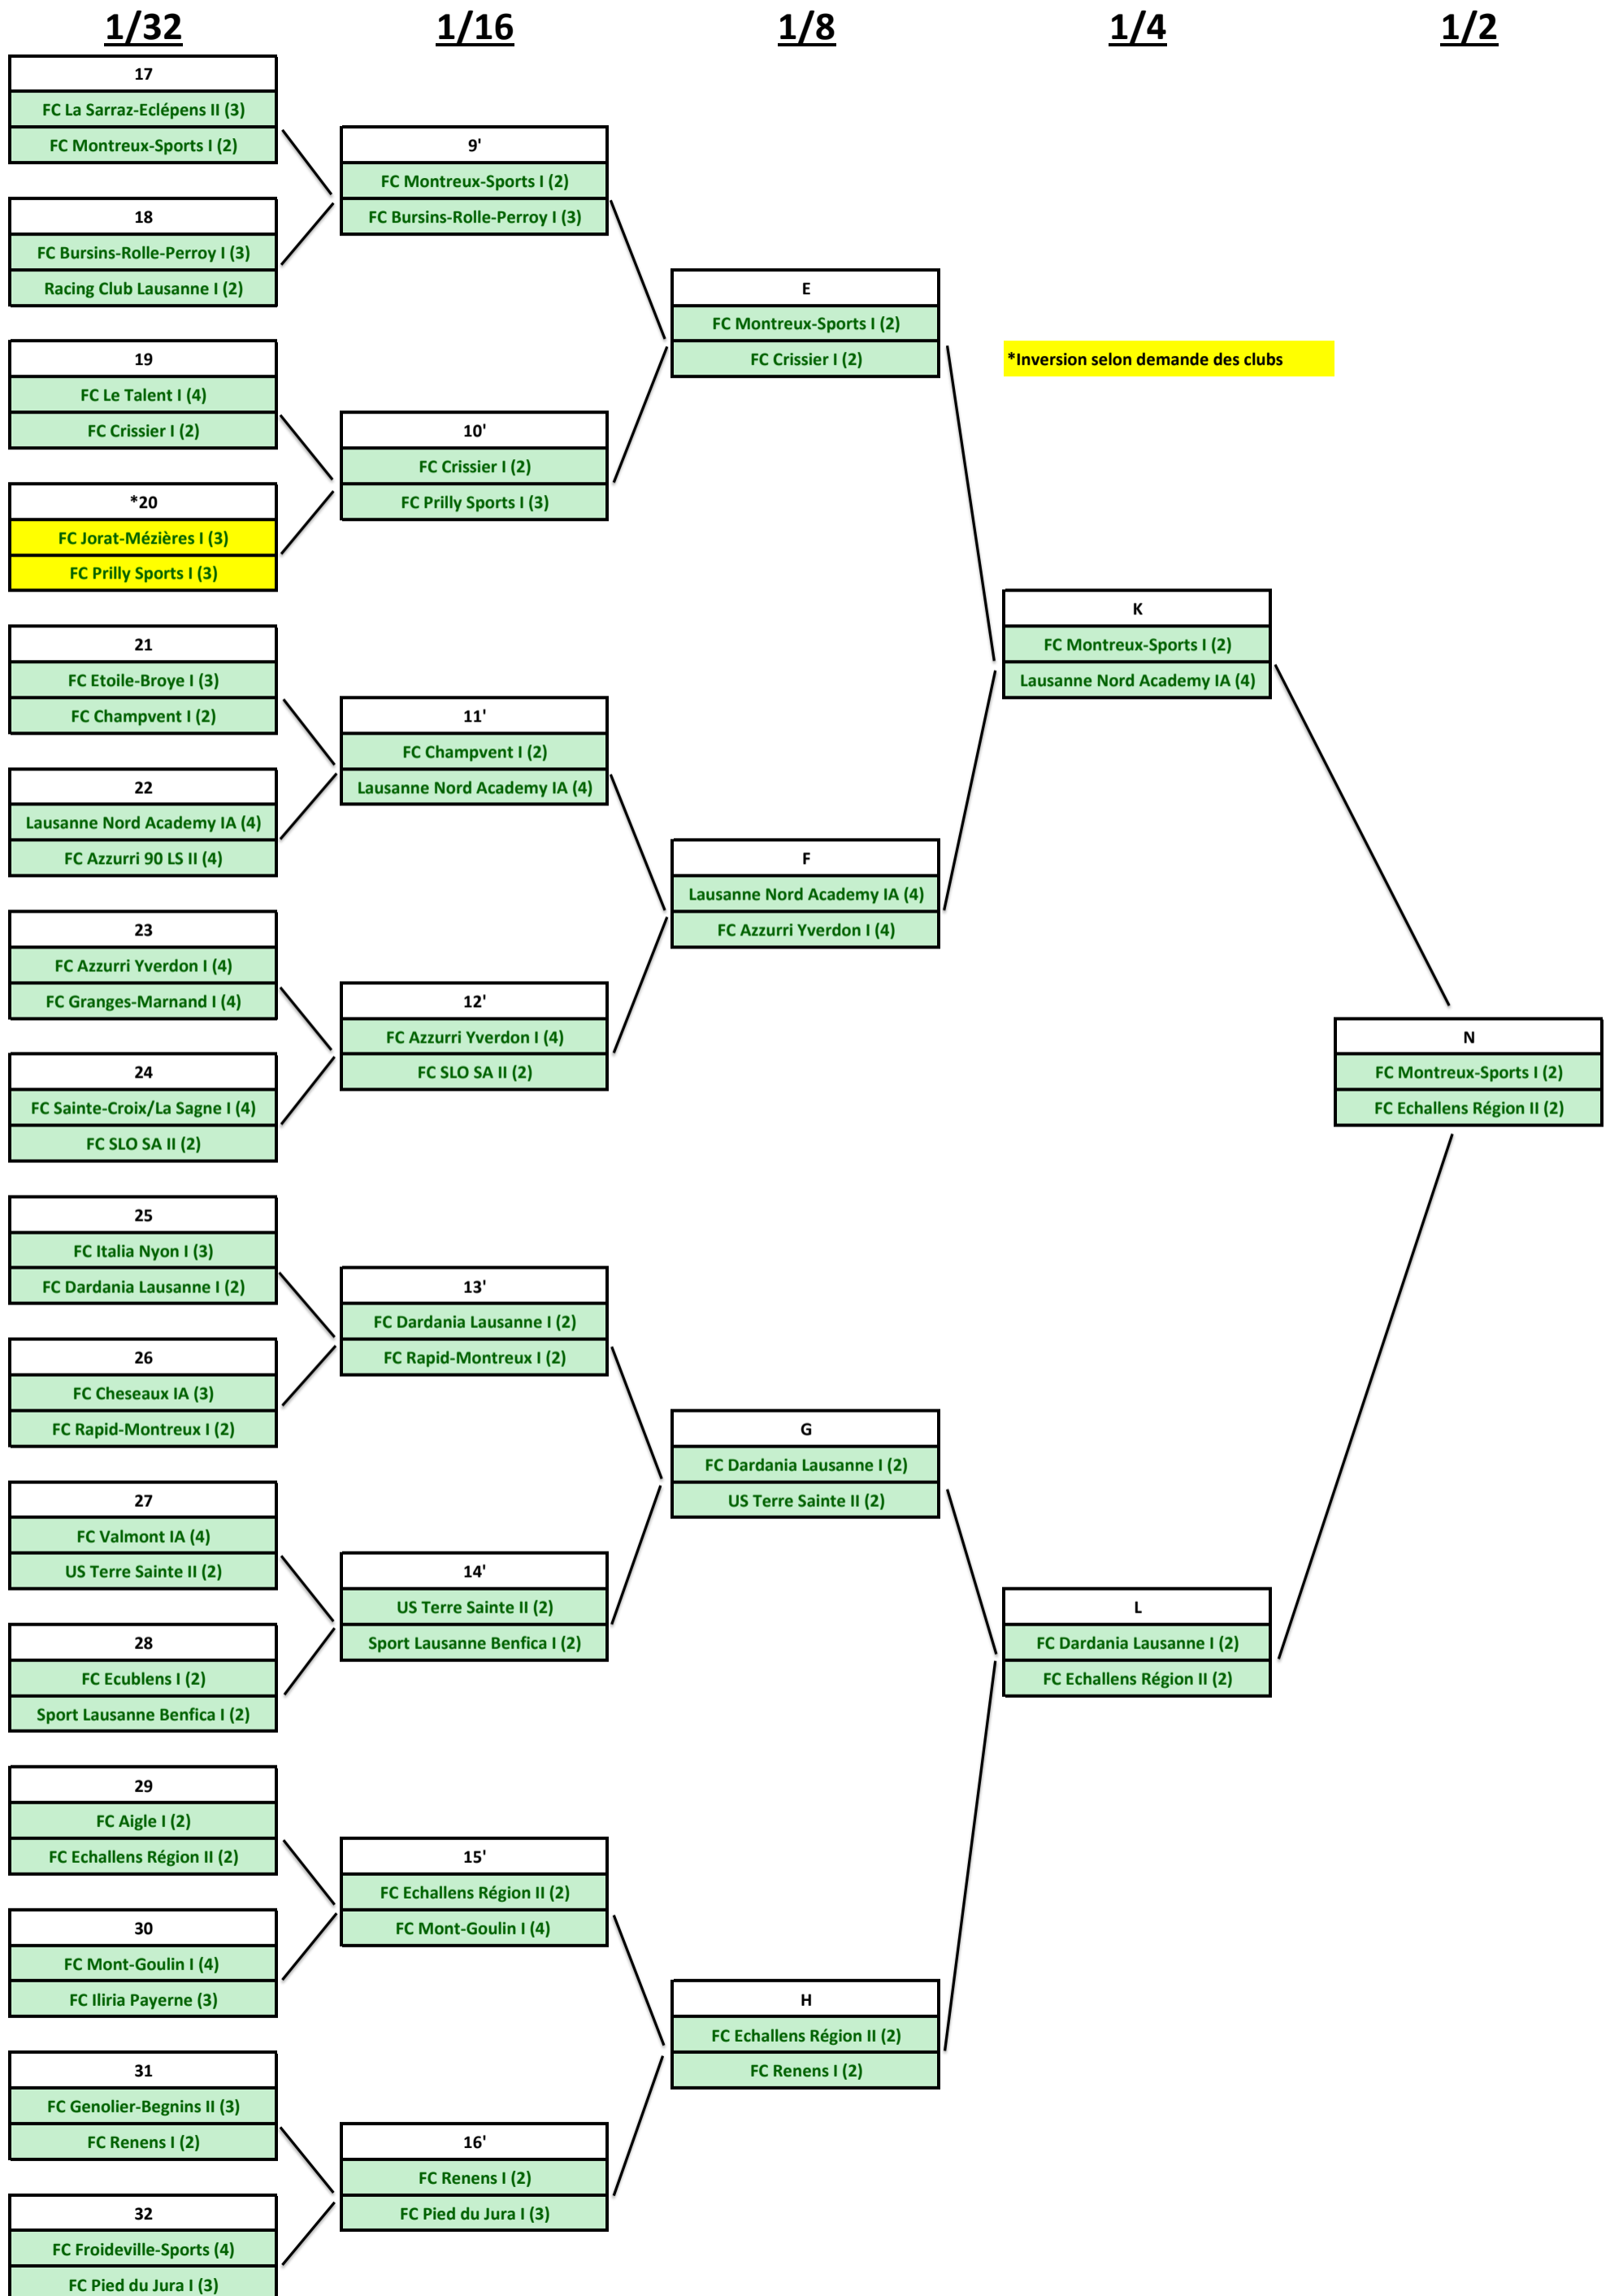 1/32
1/16
1/8
1/4
1/2
17
FC La Sarraz-Eclépens II (3)
FC Montreux-Sports I (2)
18
FC Bursins-Rolle-Perroy I (3)
Racing Club Lausanne I (2)
19
FC Le Talent I (4)
FC Crissier I (2)
*20
FC Jorat-Mézières I (3)
FC Prilly Sports I (3)
21
FC Etoile-Broye I (3)
FC Champvent I (2)
22
Lausanne Nord Academy IA (4)
FC Azzurri 90 LS II (4)
23
FC Azzurri Yverdon I (4)
FC Granges-Marnand I (4)
24
FC Sainte-Croix/La Sagne I (4)
FC SLO SA II (2)
25
FC Italia Nyon I (3)
FC Dardania Lausanne I (2)
26
FC Cheseaux IA (3)
FC Rapid-Montreux I (2)
27
FC Valmont IA (4)
US Terre Sainte II (2)
28
FC Ecublens I (2)
Sport Lausanne Benfica I (2)
29
FC Aigle I (2)
FC Echallens Région II (2)
30
FC Mont-Goulin I (4)
FC Iliria Payerne (3)
31
FC Genolier-Begnins II (3)
FC Renens I (2)
32
FC Froideville-Sports (4)
FC Pied du Jura I (3)
9'
FC Montreux-Sports I (2)
FC Bursins-Rolle-Perroy I (3)
10'
FC Crissier I (2)
FC Prilly Sports I (3)
11'
FC Champvent I (2)
Lausanne Nord Academy IA (4)
12'
FC Azzurri Yverdon I (4)
FC SLO SA II (2)
13'
FC Dardania Lausanne I (2)
FC Rapid-Montreux I (2)
14'
US Terre Sainte II (2)
Sport Lausanne Benfica I (2)
15'
FC Echallens Région II (2)
FC Mont-Goulin I (4)
16'
FC Renens I (2)
FC Pied du Jura I (3)
E
FC Montreux-Sports I (2)
FC Crissier I (2)
F
Lausanne Nord Academy IA (4)
FC Azzurri Yverdon I (4)
G
FC Dardania Lausanne I (2)
US Terre Sainte II (2)
H
FC Echallens Région II (2)
FC Renens I (2)
*Inversion selon demande des clubs
K
FC Montreux-Sports I (2)
Lausanne Nord Academy IA (4)
L
FC Dardania Lausanne I (2)
FC Echallens Région II (2)
N
FC Montreux-Sports I (2)
FC Echallens Région II (2)